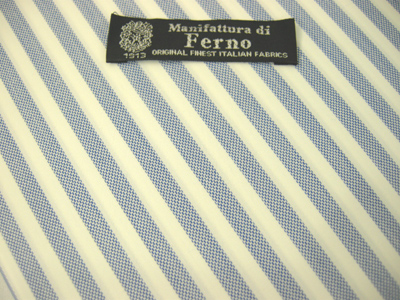 Manifattura di
Ferno
1913 ORIGINAL FINEST ITALIAN FABRICS